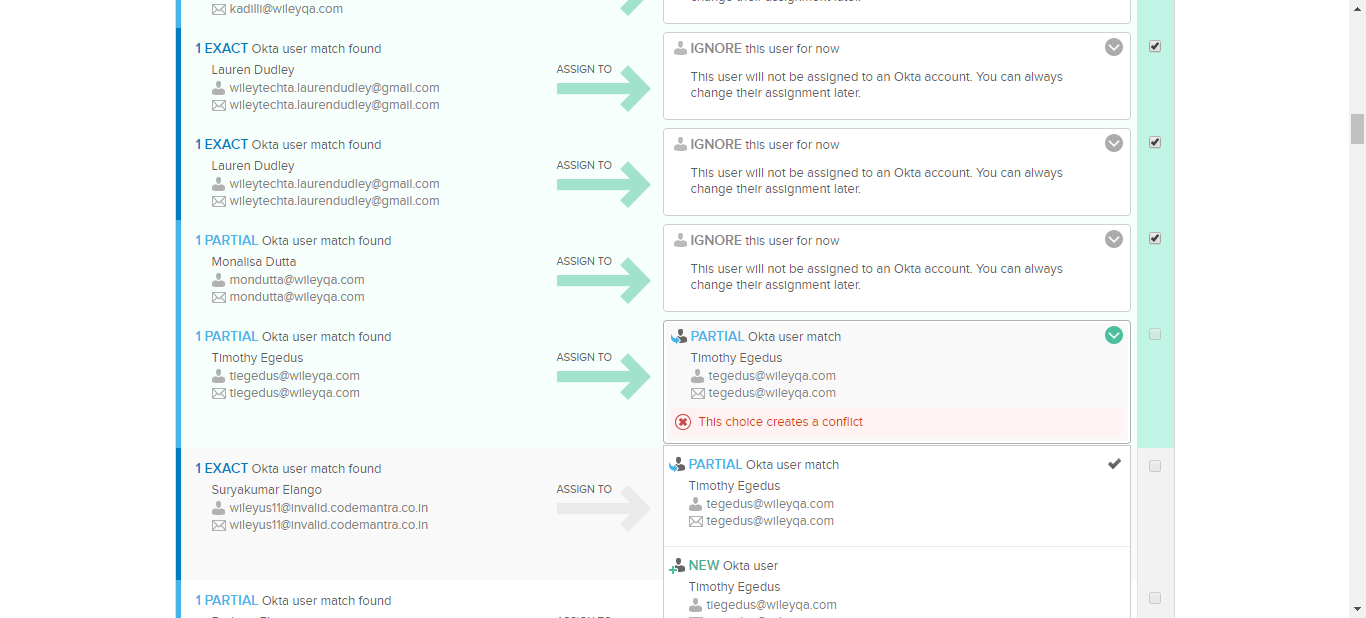 kadilli@wileyqa.com
1 EXACT Okta user match found
Lauren Dudley
wileytechta.laurendudley@gmail.com
wileytechta.laurendudley@gmail.com
ASSIGN TO
IGNORE this user for now
This user will not be assigned to an Okta account. You can always
change their assignment later.
1 EXACT Okta user match found
Lauren Dudley
wileytechta.laurendudley@gmail.com
wileytechta.laurendudley@gmail.com
ASSIGN TO
IGNORE this user for now
This user will not be assigned to an Okta account. You can always
change their assignment later.
1 PARTIAL Okta user match found
Monalisa Dutta
mondutta@wileyqa.com
mondutta@wileyqa.com
ASSIGN TO
IGNORE this user for now
This user will not be assigned to an Okta account. You can always
change their assignment later.
1 PARTIAL Okta user match found
Timothy Egedus
tiegedus@wileyqa.com
tiegedus@wileyqa.com
ASSIGN TO
PARTIAL Okta user match
Timothy Egedus
tegedus@wileyqa.com
tegedus@wileyqa.com
This choice creates a conflict
1 EXACT Okta user match found
Suryakumar Elango
wileyus11@invalid.codemantra.co.in
wileyus11@invalid.codemantra.co.in
ASSIGN TO
PARTIAL Okta user match
Timothy Egedus
tegedus@wileyqa.com
tegedus@wileyqa.com
NEW Okta user
Timothy Egedus
tiegedus@wileyqa.com
1 PARTIAL Okta user match found